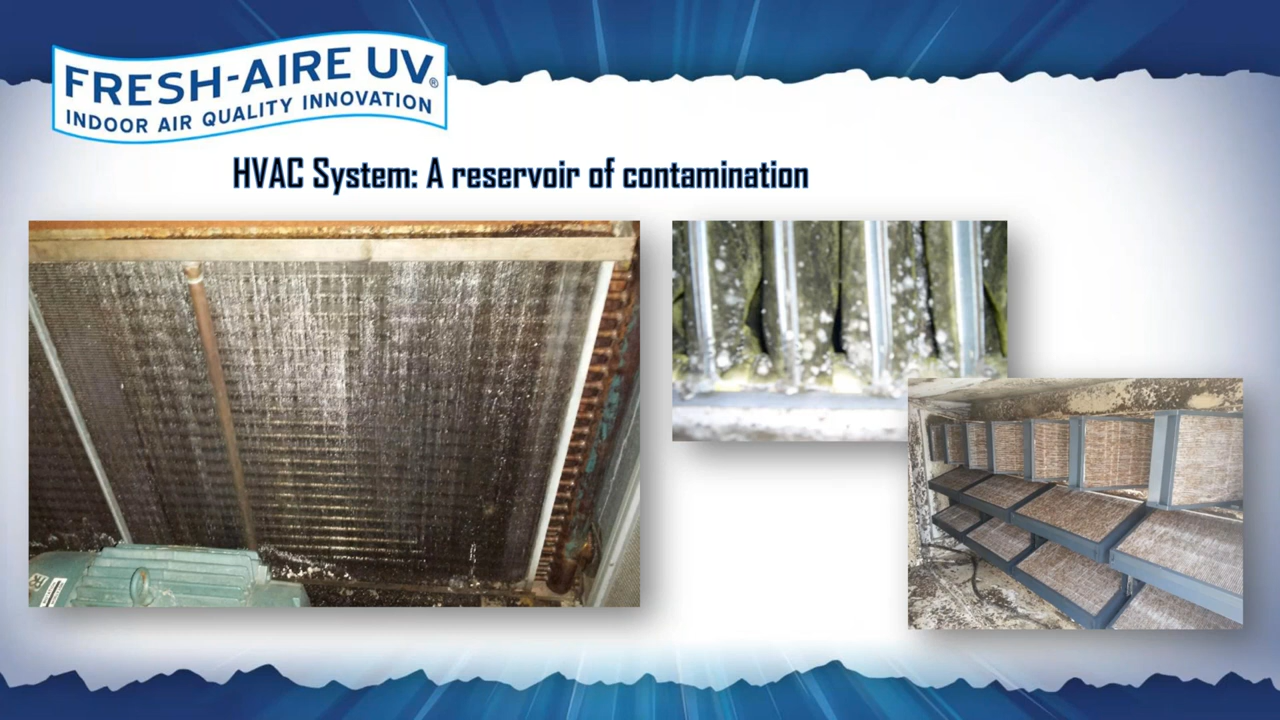 FRESH-AIRE UV®
INDOOR AIR QUALITY INNOVATION
HVAC System: A reservoir of contamination